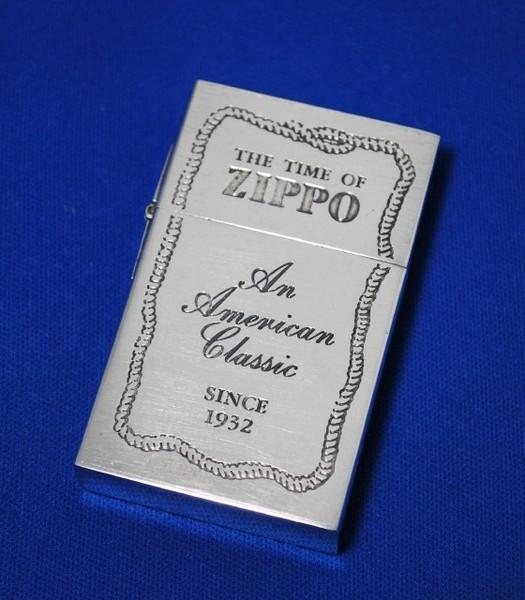 THE TIME OF
ZIPPO
An
American
Classic
SINCE
1932